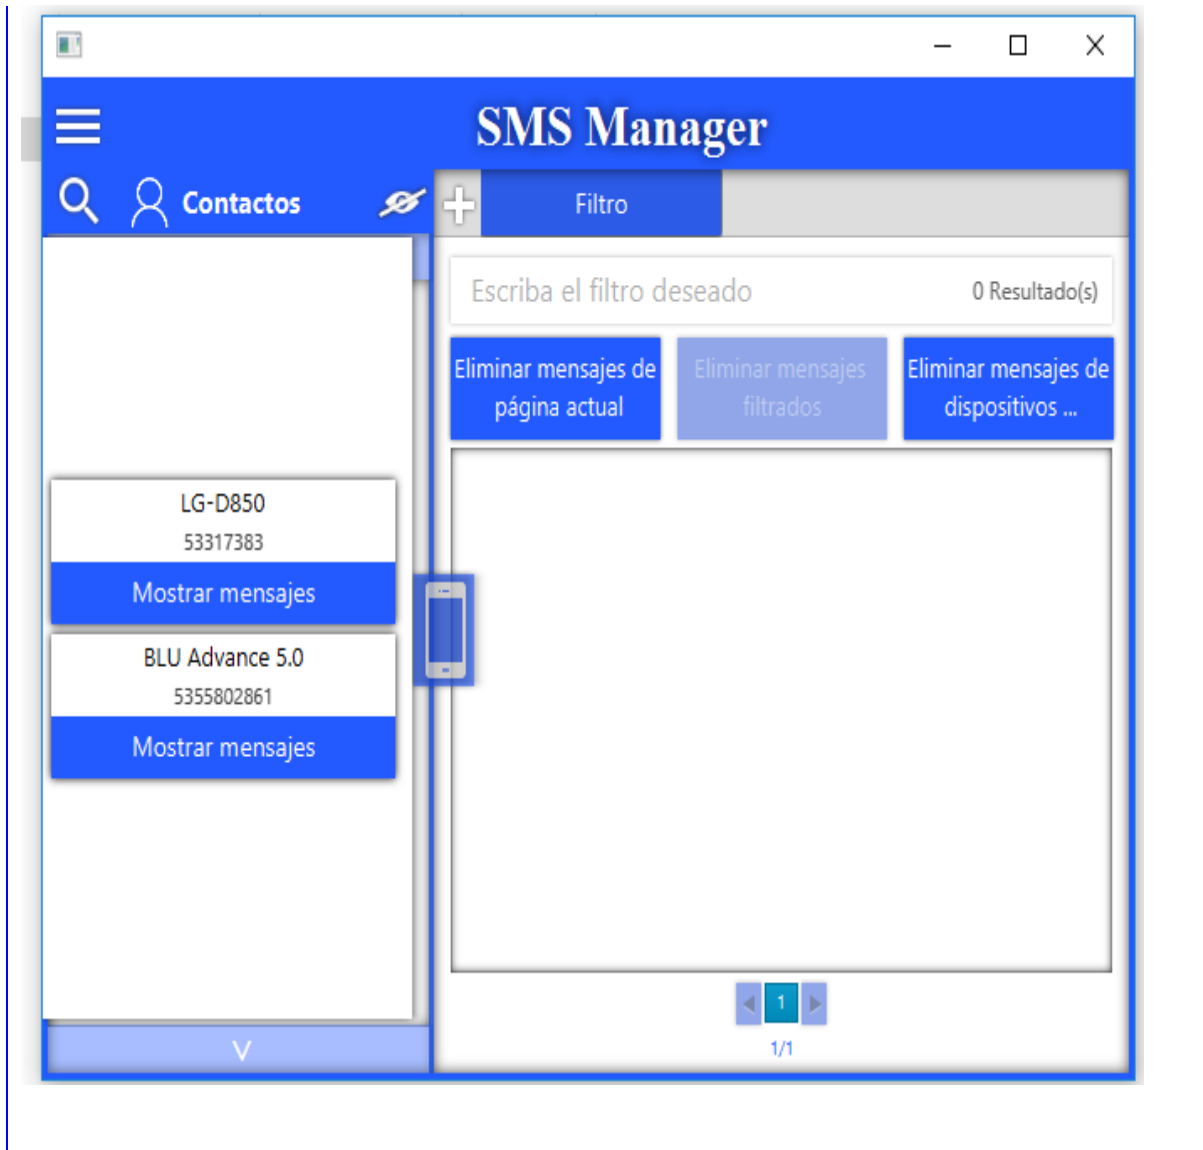 SMS Manager
Contactos
Filtro
Escriba el filtro deseado
0 Resultado(s)
Eliminar mensajes de
página actual
Eliminar mensajes
filtrados
Eliminar mensajes de
dispositivos ...
LG-D850
53317383
Mostrar mensajes
BLU Advance 5.0
5355802861
Mostrar mensajes
1
1/1